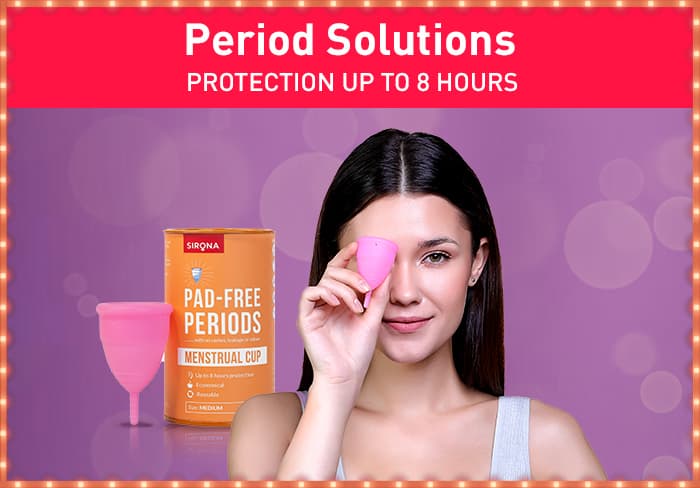 Period Solutions
PROTECTION UP TO 8 HOURS
SIRONA
PAD-FREE
PERIODS
MENSTRUAL CUP
Up to 8 hours protection
Economical
Reusable
Size: MEDIUM